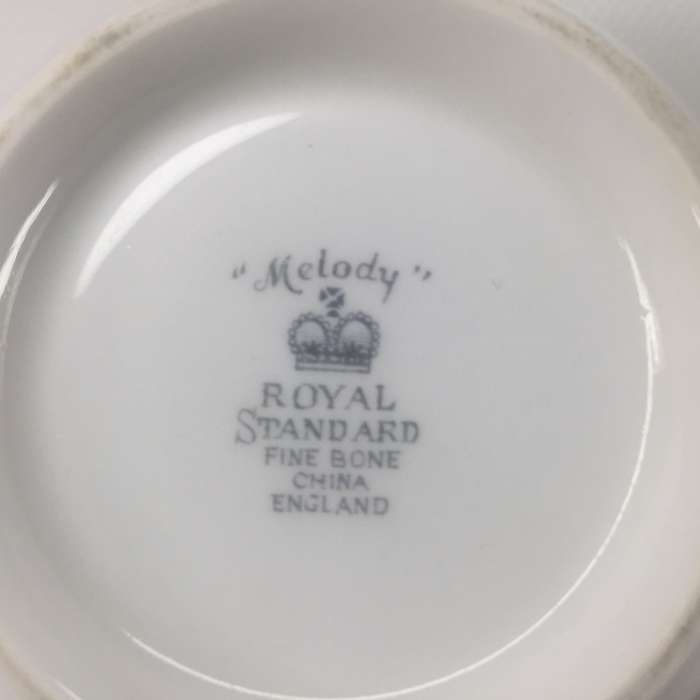 "Melody"
ROYAL
STANDARD
FINE BONE
CHINA
ENGLAND